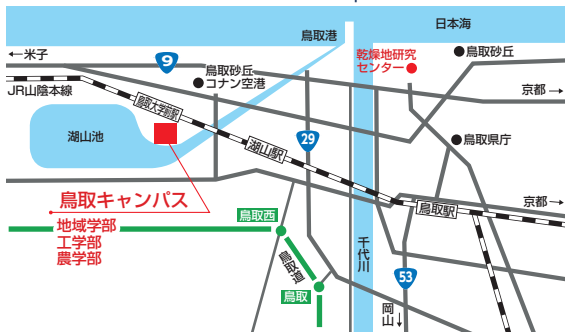 日本海
鳥取港
←米子
9
鳥取砂丘
コナン空港
乾燥地研究
センター
鳥取砂丘
JR山陰本線
鳥取大学前駅
京都→
湖山池
湖山駅
29
鳥取県庁
鳥取キャンパス
地域学部
工学部
農学部
鳥取西
鳥取駅
京都→
鳥取道
千代川
鳥取
53
岡山↓